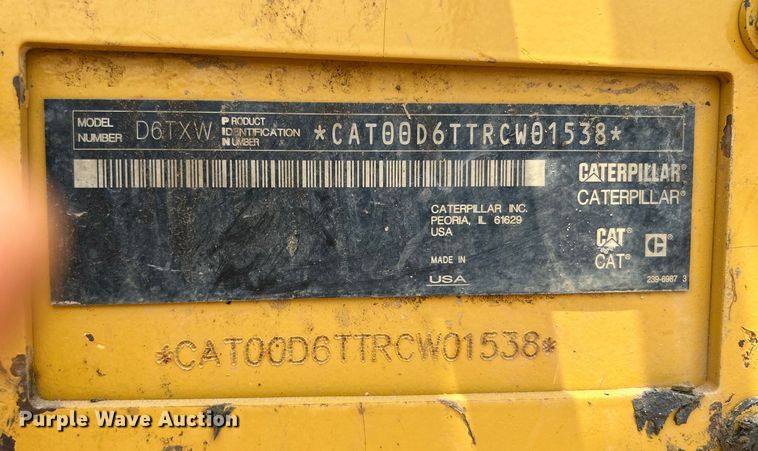 MODEL NUMBER D6TXW PRODUCT IDENTIFICATION NUMBER *CAT00D6TTRCW01538*
CATERPILLAR®
CATERPILLAR®
CATERPILLAR INC.
PEORIA, IL 61629
USA
CAT® C®
CAT®
MADE IN
USA
239-6987 3
*CAT00D6TTRCW01538*
Purple Wave Auction